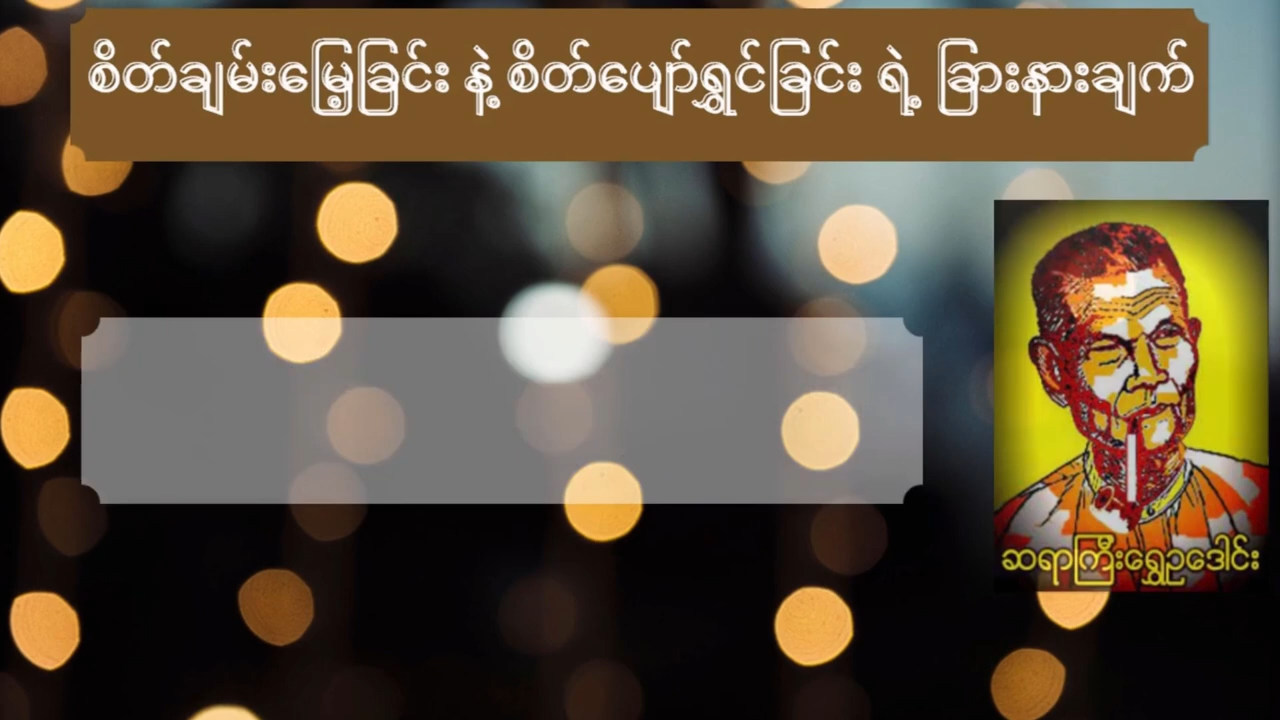 စိတ်ချမ်းမြေ့ခြင်း နဲ့ စိတ်ပျော်ရွှင်ခြင်း ရဲ့ ခြားနားချက်
ဆရာကြီးရွှေဥဒေါင်း